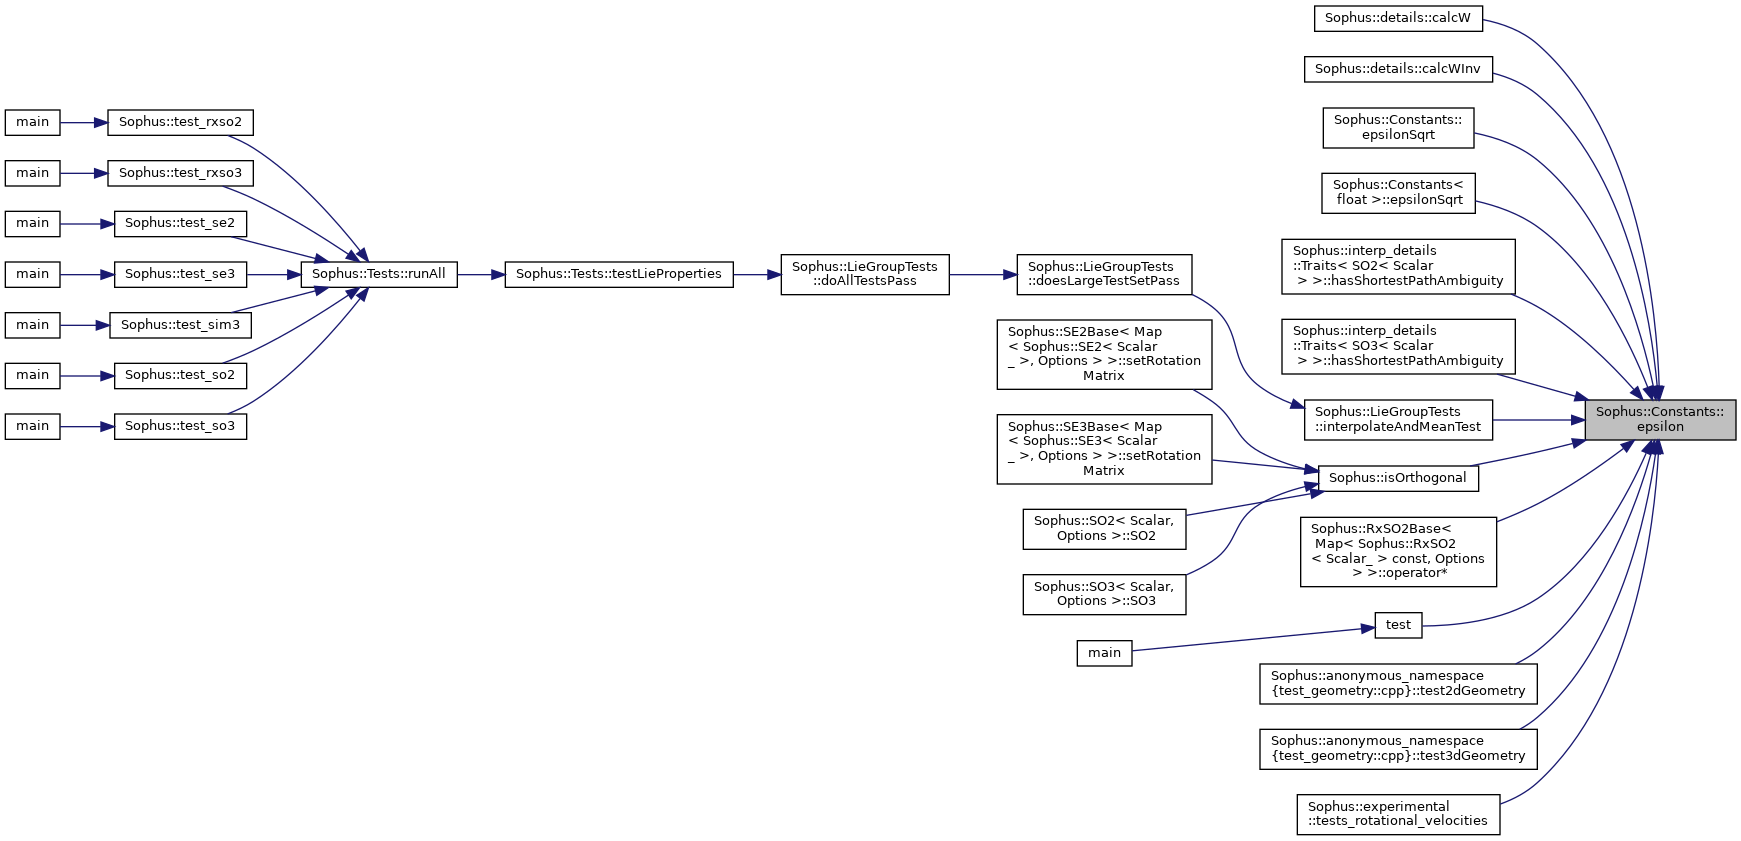 main
Sophus::test_rxso2
main
Sophus::test_rxso3
main
Sophus::test_se2
main
Sophus::test_se3
main
Sophus::test_sim3
main
Sophus::test_so2
main
Sophus::test_so3
Sophus::Tests::runAll
Sophus::Tests::testLieProperties
Sophus::LieGroupTests
::doAllTestsPass
Sophus::LieGroupTests
::doesLargeTestSetPass
Sophus::SE2Base< Map
< Sophus::SE2< Scalar
_ >, Options > >::setRotation
Matrix
Sophus::SE3Base< Map
< Sophus::SE3< Scalar
_ >, Options > >::setRotation
Matrix
Sophus::SO2< Scalar,
Options >::SO2
Sophus::SO3< Scalar,
Options >::SO3
main
Sophus::details::calcW
Sophus::details::calcWInv
Sophus::Constants::
epsilonSqrt
Sophus::Constants<
float >::epsilonSqrt
Sophus::interp_details
::Traits< SO2< Scalar
> >::hasShortestPathAmbiguity
Sophus::interp_details
::Traits< SO3< Scalar
> >::hasShortestPathAmbiguity
Sophus::LieGroupTests
::interpolateAndMeanTest
Sophus::isOrthogonal
Sophus::RxSO2Base<
Map< Sophus::RxSO2
< Scalar_ > const, Options
> >::operator*
test
Sophus::anonymous_namespace
{test_geometry::cpp}::test2dGeometry
Sophus::anonymous_namespace
{test_geometry::cpp}::test3dGeometry
Sophus::experimental
::tests_rotational_velocities
Sophus::Constants::
epsilon